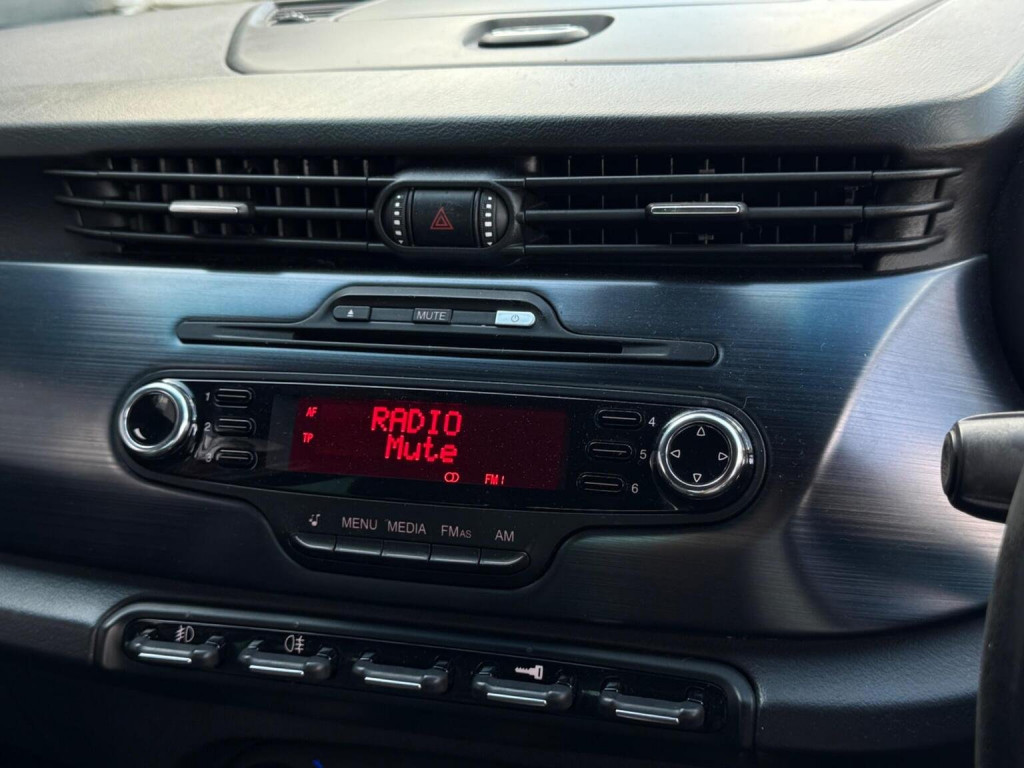 MUTE
1
2
3
AF
TP
RADIO
Mute
FM1
4
5
6
MENU MEDIA FMAS AM